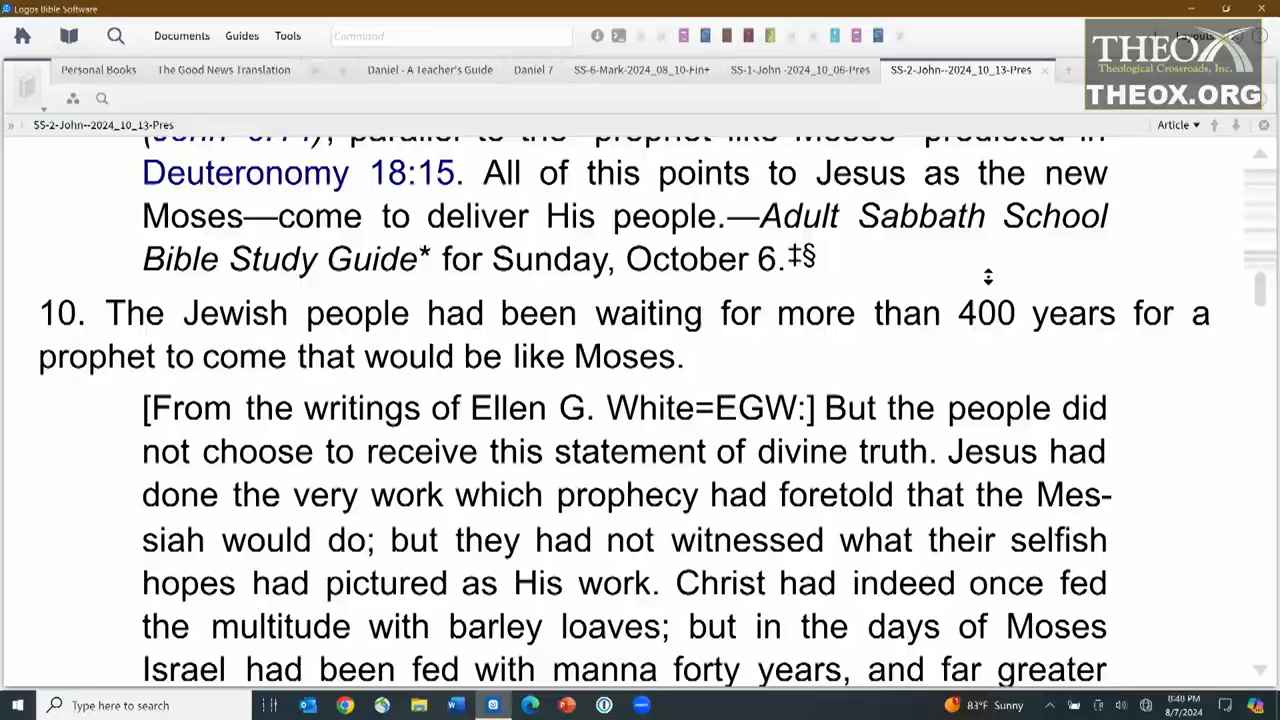 Logos Bible Software
Documents Guides Tools Command Layouts
THEOX
Theological Crossroads, Inc.
THEOX.ORG
Personal Books The Good News Translation Daniel 7 SS-6-Mark-2024_08_10-Fin+ SS-1-John-2024_10_06-Pres SS-2-John--2024_10_13-Pres
SS-2-John--2024_10_13-Pres Article
Deuteronomy 18:15. All of this points to Jesus as the new
Moses—come to deliver His people.—Adult Sabbath School
Bible Study Guide* for Sunday, October 6.‡§
10. The Jewish people had been waiting for more than 400 years for a
prophet to come that would be like Moses.
[From the writings of Ellen G. White=EGW:] But the people did
not choose to receive this statement of divine truth. Jesus had
done the very work which prophecy had foretold that the Mes-
siah would do; but they had not witnessed what their selfish
hopes had pictured as His work. Christ had indeed once fed
the multitude with barley loaves; but in the days of Moses
Israel had been fed with manna forty years, and far greater
Type here to search 83°F Sunny 8:48 PM
8/7/2024